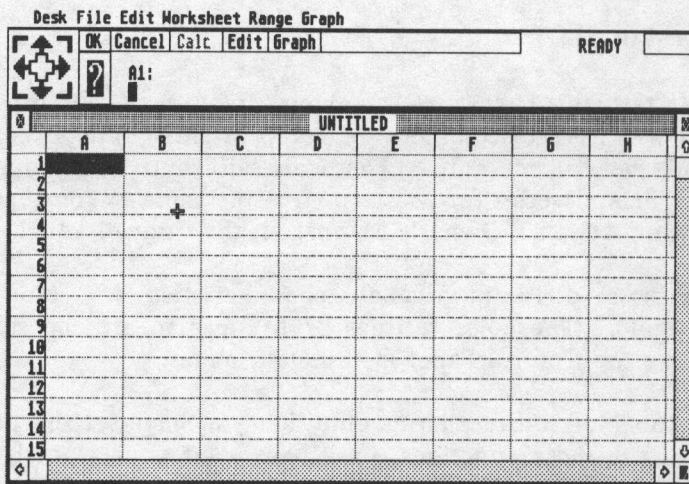 Desk File Edit Worksheet Range Graph
OK Cancel Calc Edit Graph
READY
?
A1:
UNTITLED
A B C D E F G H
1
2
3
4
5
6
7
8
9
10
11
12
13
14
15